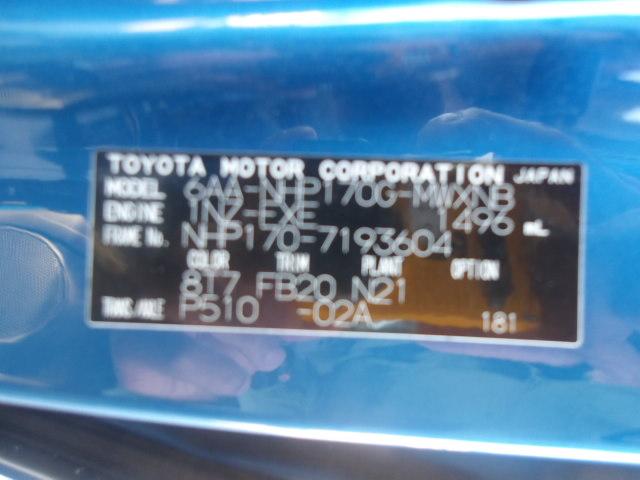 TOYOTA MOTOR CORPORATION JAPAN
MODEL 6AA-NHP170G-MWXNB
ENGINE 1NZ-FXE 1496 mL
FRAME No. NHP170-7193604
COLOR TRIM PLANT OPTION
8T7 FB20 N21
TRANS/AXLE P510 -02A 181